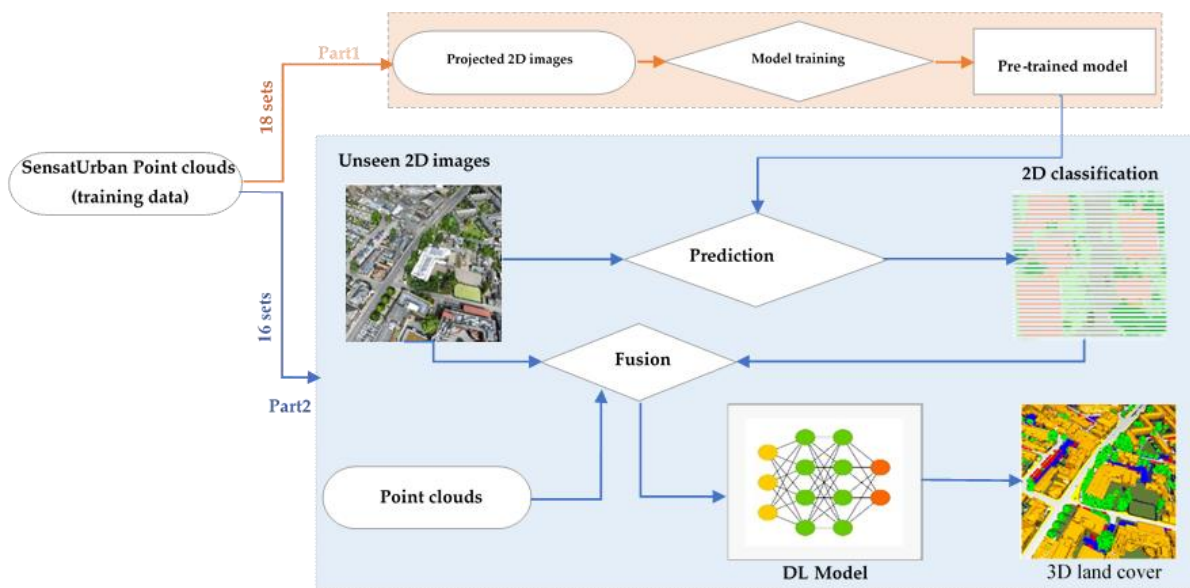 Part1
Projected 2D images
Model training
Pre-trained model
18 sets
SensatUrban Point clouds
(training data)
16 sets
Part2
Unseen 2D images
2D classification
Prediction
Fusion
Point clouds
DL Model
3D land cover